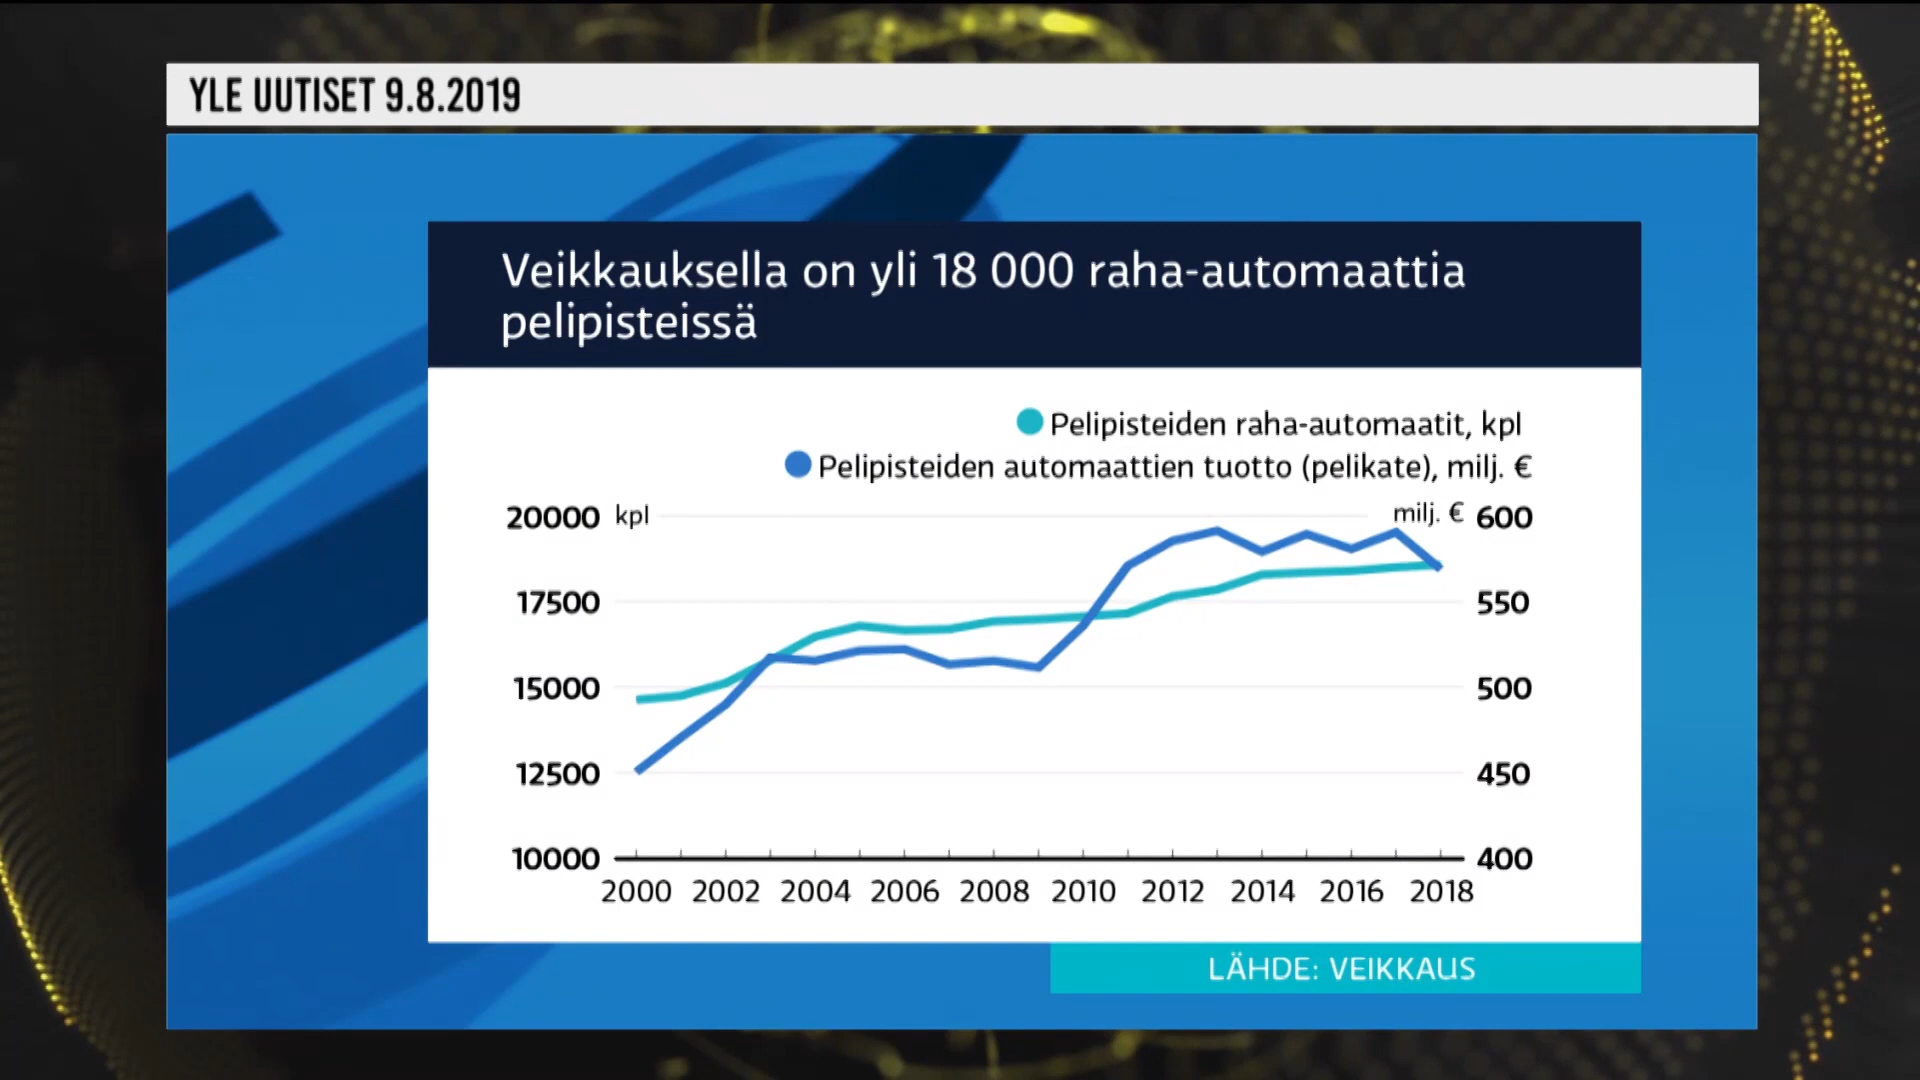 YLE UUTISET 9.8.2019
Veikkauksella on yli 18 000 raha-automaattia
pelipisteissä
Pelipisteiden raha-automaatit, kpl
Pelipisteiden automaattien tuotto (pelikate), milj. €
20000 kpl milj. € 600
17500 550
15000 500
12500 450
10000 400
2000 2002 2004 2006 2008 2010 2012 2014 2016 2018
LÄHDE: VEIKKAUS